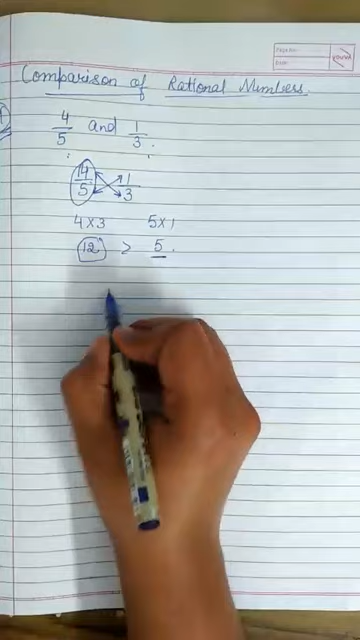 Comparison of Rational Numbers.
4/5 and 1/3.
4/5 1/3
4×3 5×1
12 > 5.